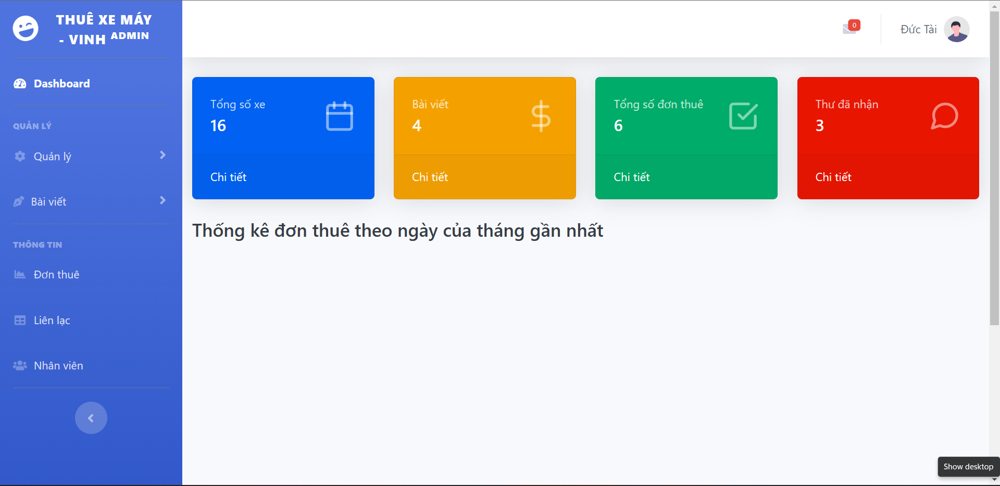 THUÊ XE MÁY
- VINH ADMIN
Dashboard
QUẢN LÝ
Quản lý
Bài viết
THÔNG TIN
Đơn thuê
Liên lạc
Nhân viên
0
Đức Tài
Tổng số xe
16
Chi tiết
Bài viết
4
Chi tiết
Tổng số đơn thuê
6
Chi tiết
Thư đã nhận
3
Chi tiết
Thống kê đơn thuê theo ngày của tháng gần nhất
Show desktop